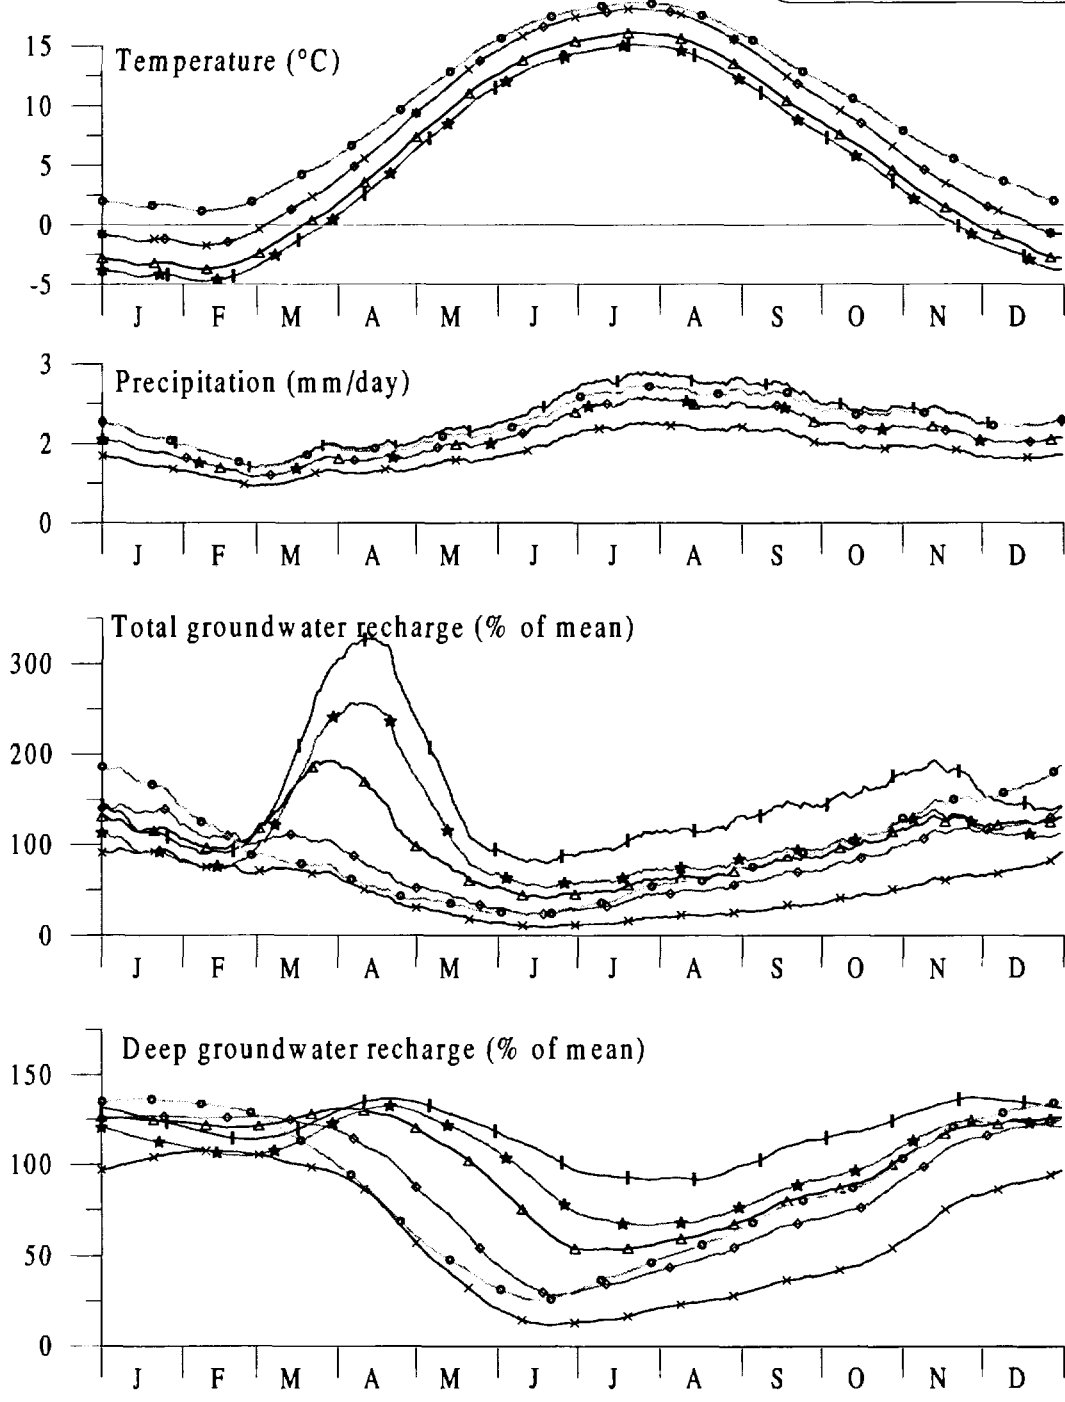 Temperature (°C)
15
10
5
0
-5
J F M A M J J A S O N D
Precipitation (mm/day)
3
2
0
J F M A M J J A S O N D
Total groundwater recharge (% of mean)
300
200
100
0
J F M A M J J A S O N D
Deep groundwater recharge (% of mean)
150
100
50
0
J F M A M J J A S O N D